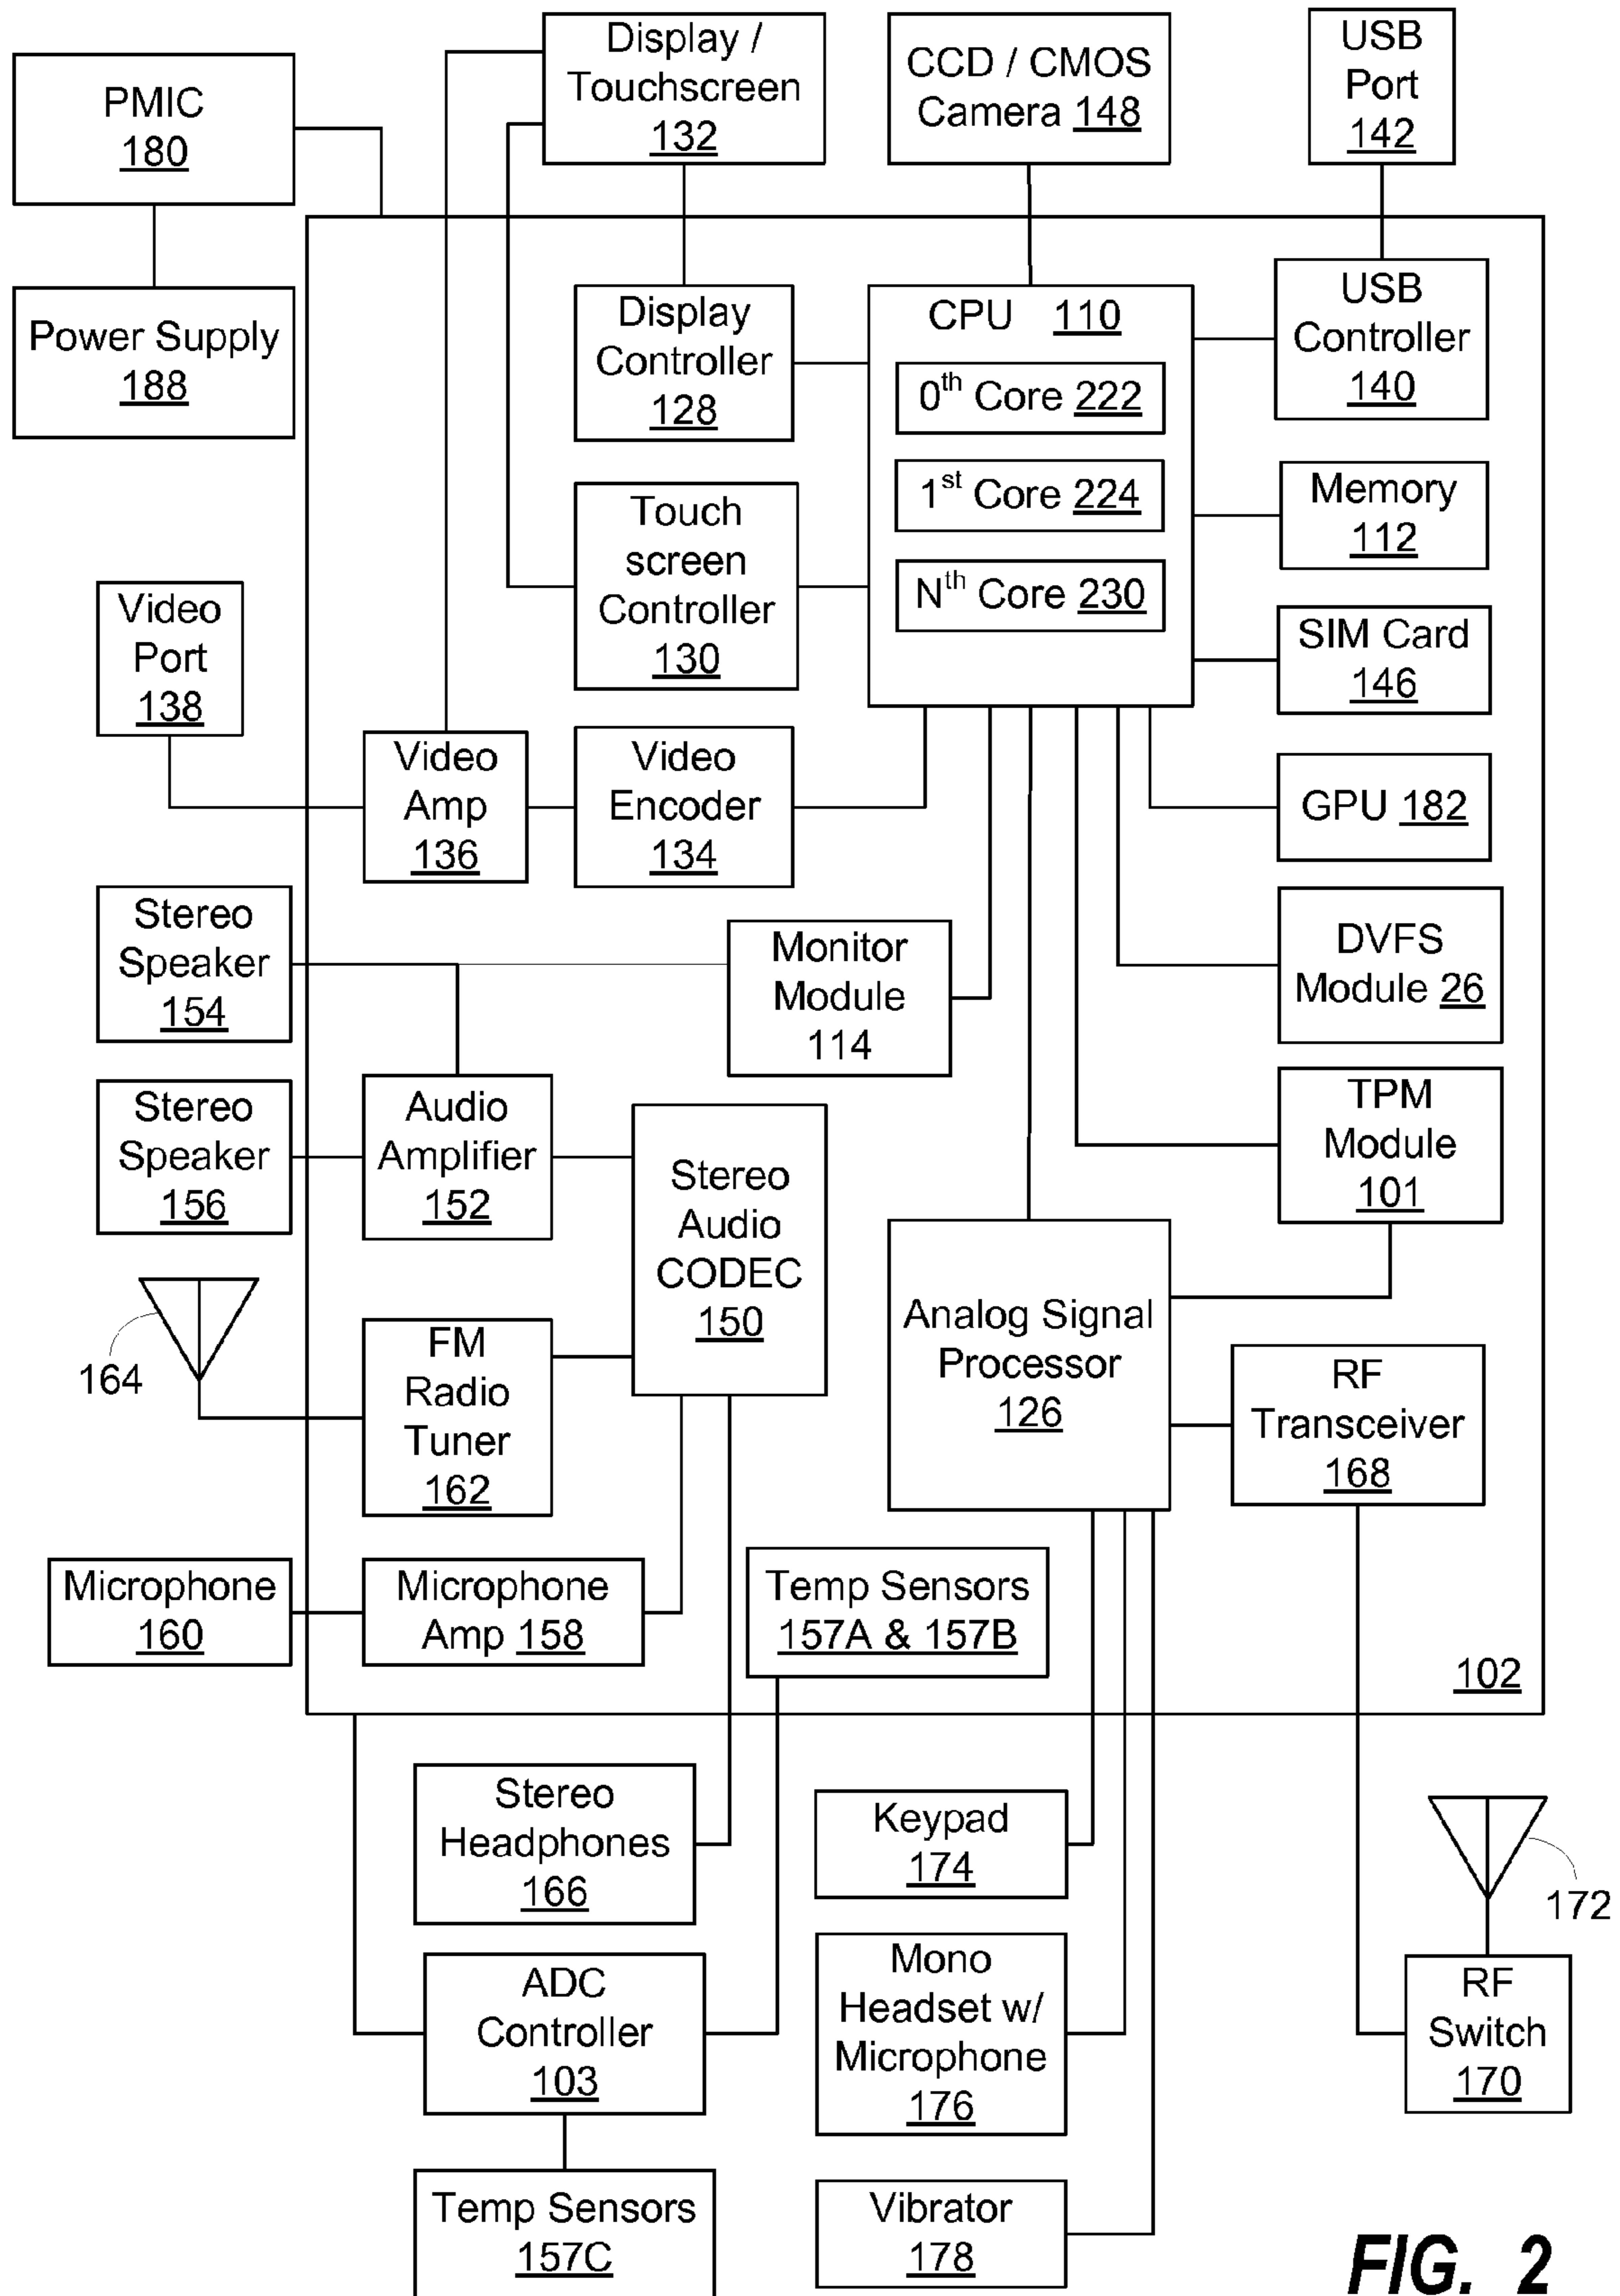 PMIC
180
Display /
Touchscreen
132
CCD / CMOS
Camera 148
USB
Port
142
Power Supply
188
Display
Controller
128
CPU 110
0th Core 222
1st Core 224
Nth Core 230
USB
Controller
140
Memory
112
Touch
screen
Controller
130
SIM Card
146
Video
Port
138
Video
Amp
136
Video
Encoder
134
GPU 182
Stereo
Speaker
154
Monitor
Module
114
DVFS
Module 26
Stereo
Speaker
156
Audio
Amplifier
152
Stereo
Audio
CODEC
150
TPM
Module
101
164
FM
Radio
Tuner
162
Analog Signal
Processor
126
RF
Transceiver
168
Microphone
160
Microphone
Amp 158
Temp Sensors
157A & 157B
102
Stereo
Headphones
166
Keypad
174
172
ADC
Controller
103
Mono
Headset w/
Microphone
176
RF
Switch
170
Temp Sensors
157C
Vibrator
178
FIG. 2